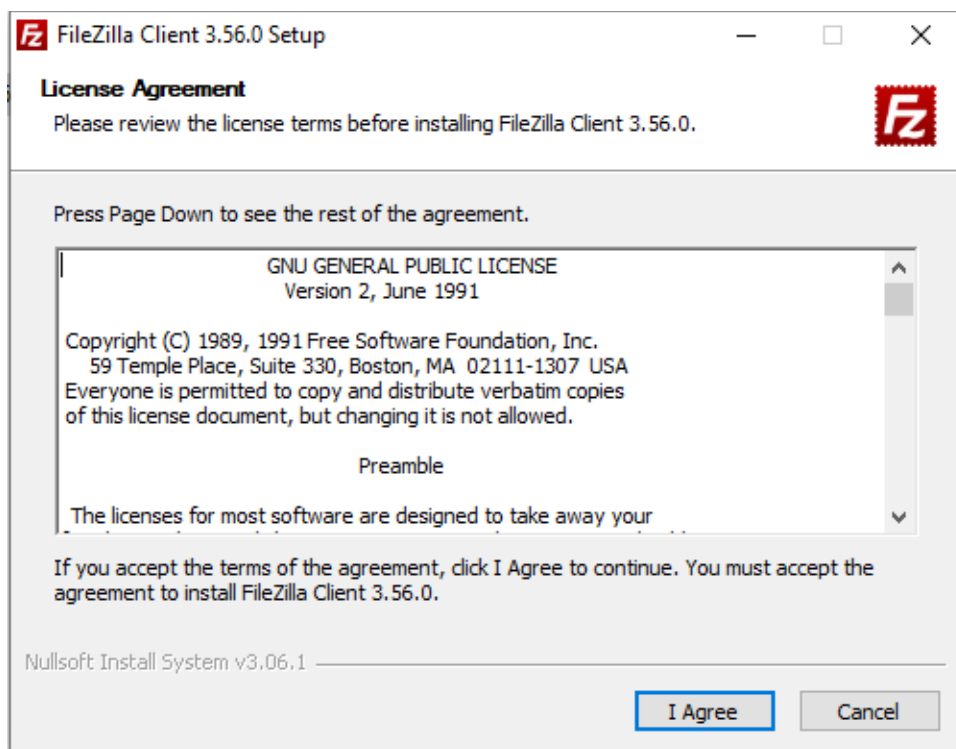 FileZilla Client 3.56.0 Setup
License Agreement
Please review the license terms before installing FileZilla Client 3.56.0.
Fz
Press Page Down to see the rest of the agreement.
GNU GENERAL PUBLIC LICENSE
Version 2, June 1991
Copyright (C) 1989, 1991 Free Software Foundation, Inc.
59 Temple Place, Suite 330, Boston, MA 02111-1307 USA
Everyone is permitted to copy and distribute verbatim copies
of this license document, but changing it is not allowed.
Preamble
The licenses for most software are designed to take away your
If you accept the terms of the agreement, click I Agree to continue. You must accept the
agreement to install FileZilla Client 3.56.0.
Nullsoft Install System v3.06.1
I Agree
Cancel